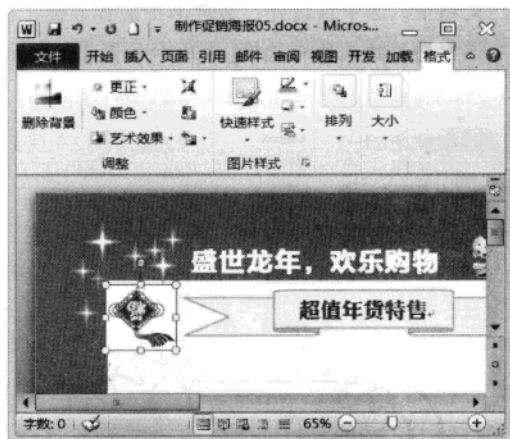 制作促销海报05.docx - Micros...
文件 开始 插入 页面 引用 邮件 审阅 视图 开发 加载 格式
删除背景
更正
颜色
艺术效果
调整
快速样式
图片样式
排列
大小
盛世龙年，欢乐购物
超值年货特售
字数: 0
65%